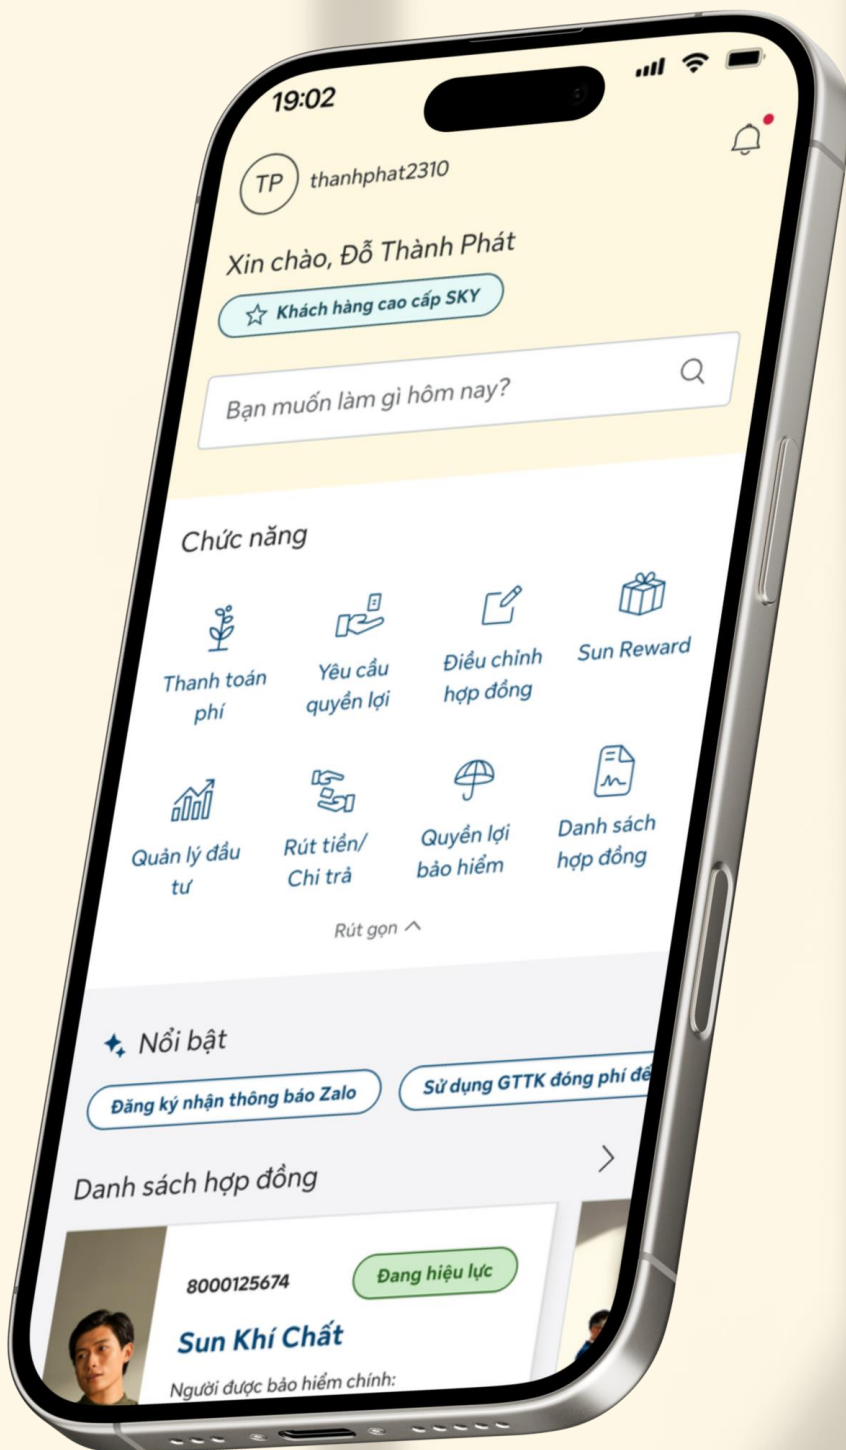 19:02
TP
thanhphat2310
Xin chào, Đỗ Thành Phát
Khách hàng cao cấp SKY
Bạn muốn làm gì hôm nay?
Chức năng
Thanh toán
phí
Yêu cầu
quyền lợi
Điều chỉnh
hợp đồng
Sun Reward
Quản lý đầu
tư
Rút tiền/
Chi trả
Quyền lợi
bảo hiểm
Danh sách
hợp đồng
Rút gọn
Nổi bật
Đăng ký nhận thông báo Zalo
Sử dụng GTTK đóng phí đế
Danh sách hợp đồng
8000125674
Đang hiệu lực
Sun Khí Chất
Người được bảo hiểm chính: